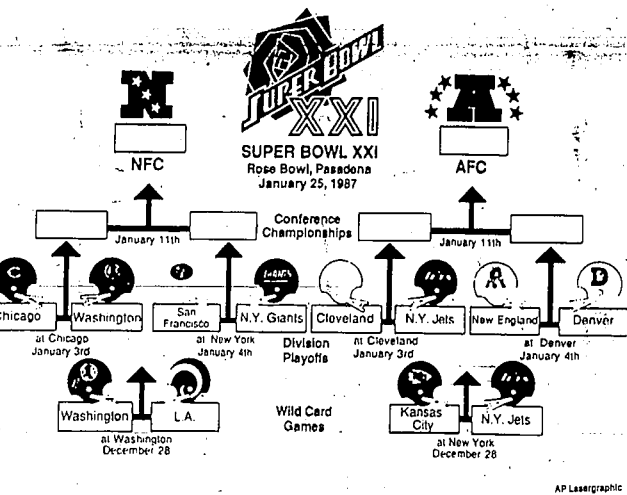 SUPER BOWL
XXI
N
A
SUPER BOWL XXI
Rose Bowl, Pasadena
January 25, 1987
NFC
AFC
Conference
Championships
January 11th
January 11th
C
GIANTS
Jets
D
Chicago
Washington
San
Francisco
N.Y. Giants
Cleveland
N.Y. Jets
New England
Denver
at Chicago
January 3rd
at New York
January 4th
Division
Playoffs
at Cleveland
January 3rd
at Denver
January 4th
Jets
Washington
L.A.
Wild Card
Games
Kansas
City
N.Y. Jets
at Washington
December 28
at New York
December 28
AP Lasergraphic